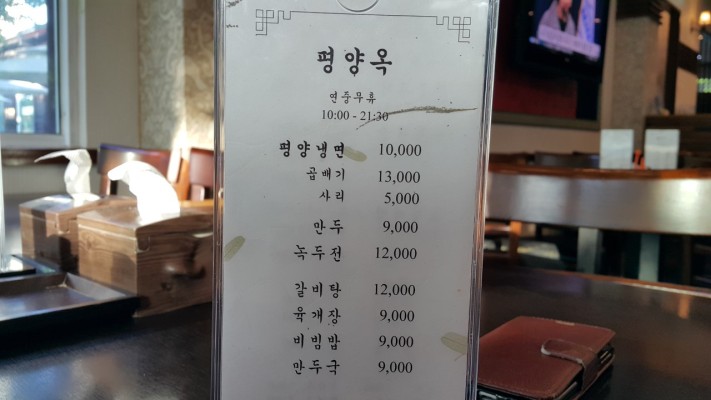 평양옥
연중무휴
10:00 - 21:30
평양냉면 10,000
곱배기 13,000
사리 5,000
만두 9,000
녹두전 12,000
갈비탕 12,000
육개장 9,000
비빔밥 9,000
만두국 9,000